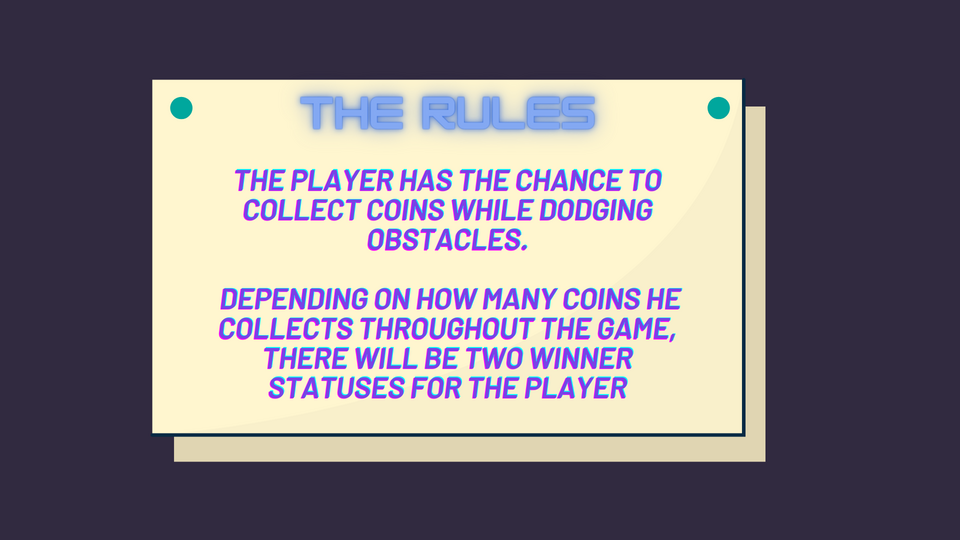 THE RULES
THE PLAYER HAS THE CHANCE TO
COLLECT COINS WHILE DODGING
OBSTACLES.
DEPENDING ON HOW MANY COINS HE
COLLECTS THROUGHOUT THE GAME,
THERE WILL BE TWO WINNER
STATUSES FOR THE PLAYER